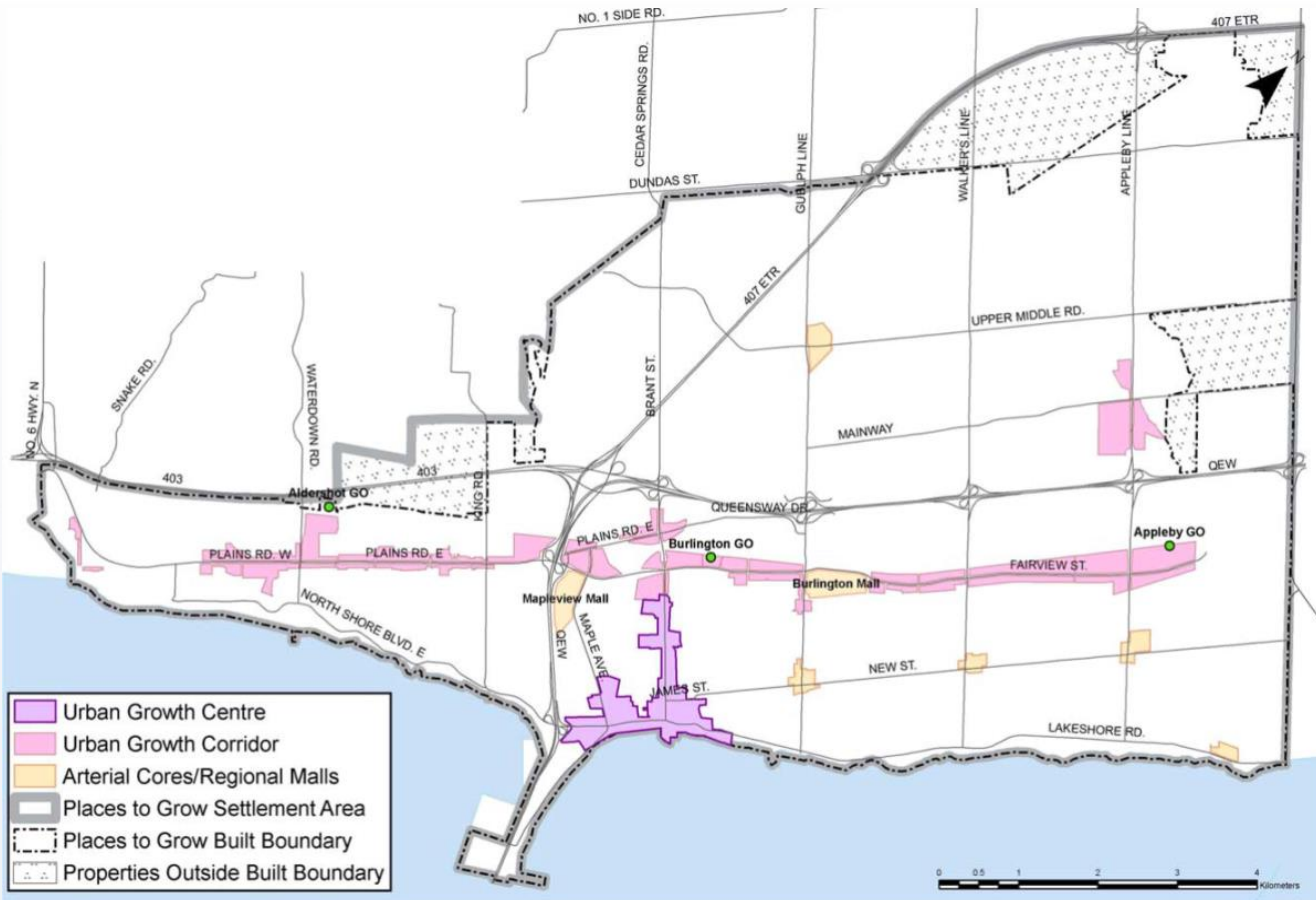 NO. 1 SIDE RD.
407 ETR
CEDAR SPRINGS RD.
GUELPH LINE
WALKER'S LINE
APPLEBY LINE
DUNDAS ST.
407 ETR
UPPER MIDDLE RD.
NO. 6 HWY. N
SNAKE RD.
WATERDOWN RD.
BRANT ST.
MAINWAY
403
403
KING RD.
QEW
Aldershot GO
QUEENSWAY DR.
PLAINS RD. W
PLAINS RD. E
PLAINS RD. E
Burlington GO
Appleby GO
FAIRVIEW ST.
Burlington Mall
Mapleview Mall
NORTH SHORE BLVD. E
QEW
MAPLE AVE.
JAMES ST.
NEW ST.
LAKESHORE RD.
Urban Growth Centre
Urban Growth Corridor
Arterial Cores/Regional Malls
Places to Grow Settlement Area
Places to Grow Built Boundary
Properties Outside Built Boundary
0 0.5 1 2 3 4
Kilometers